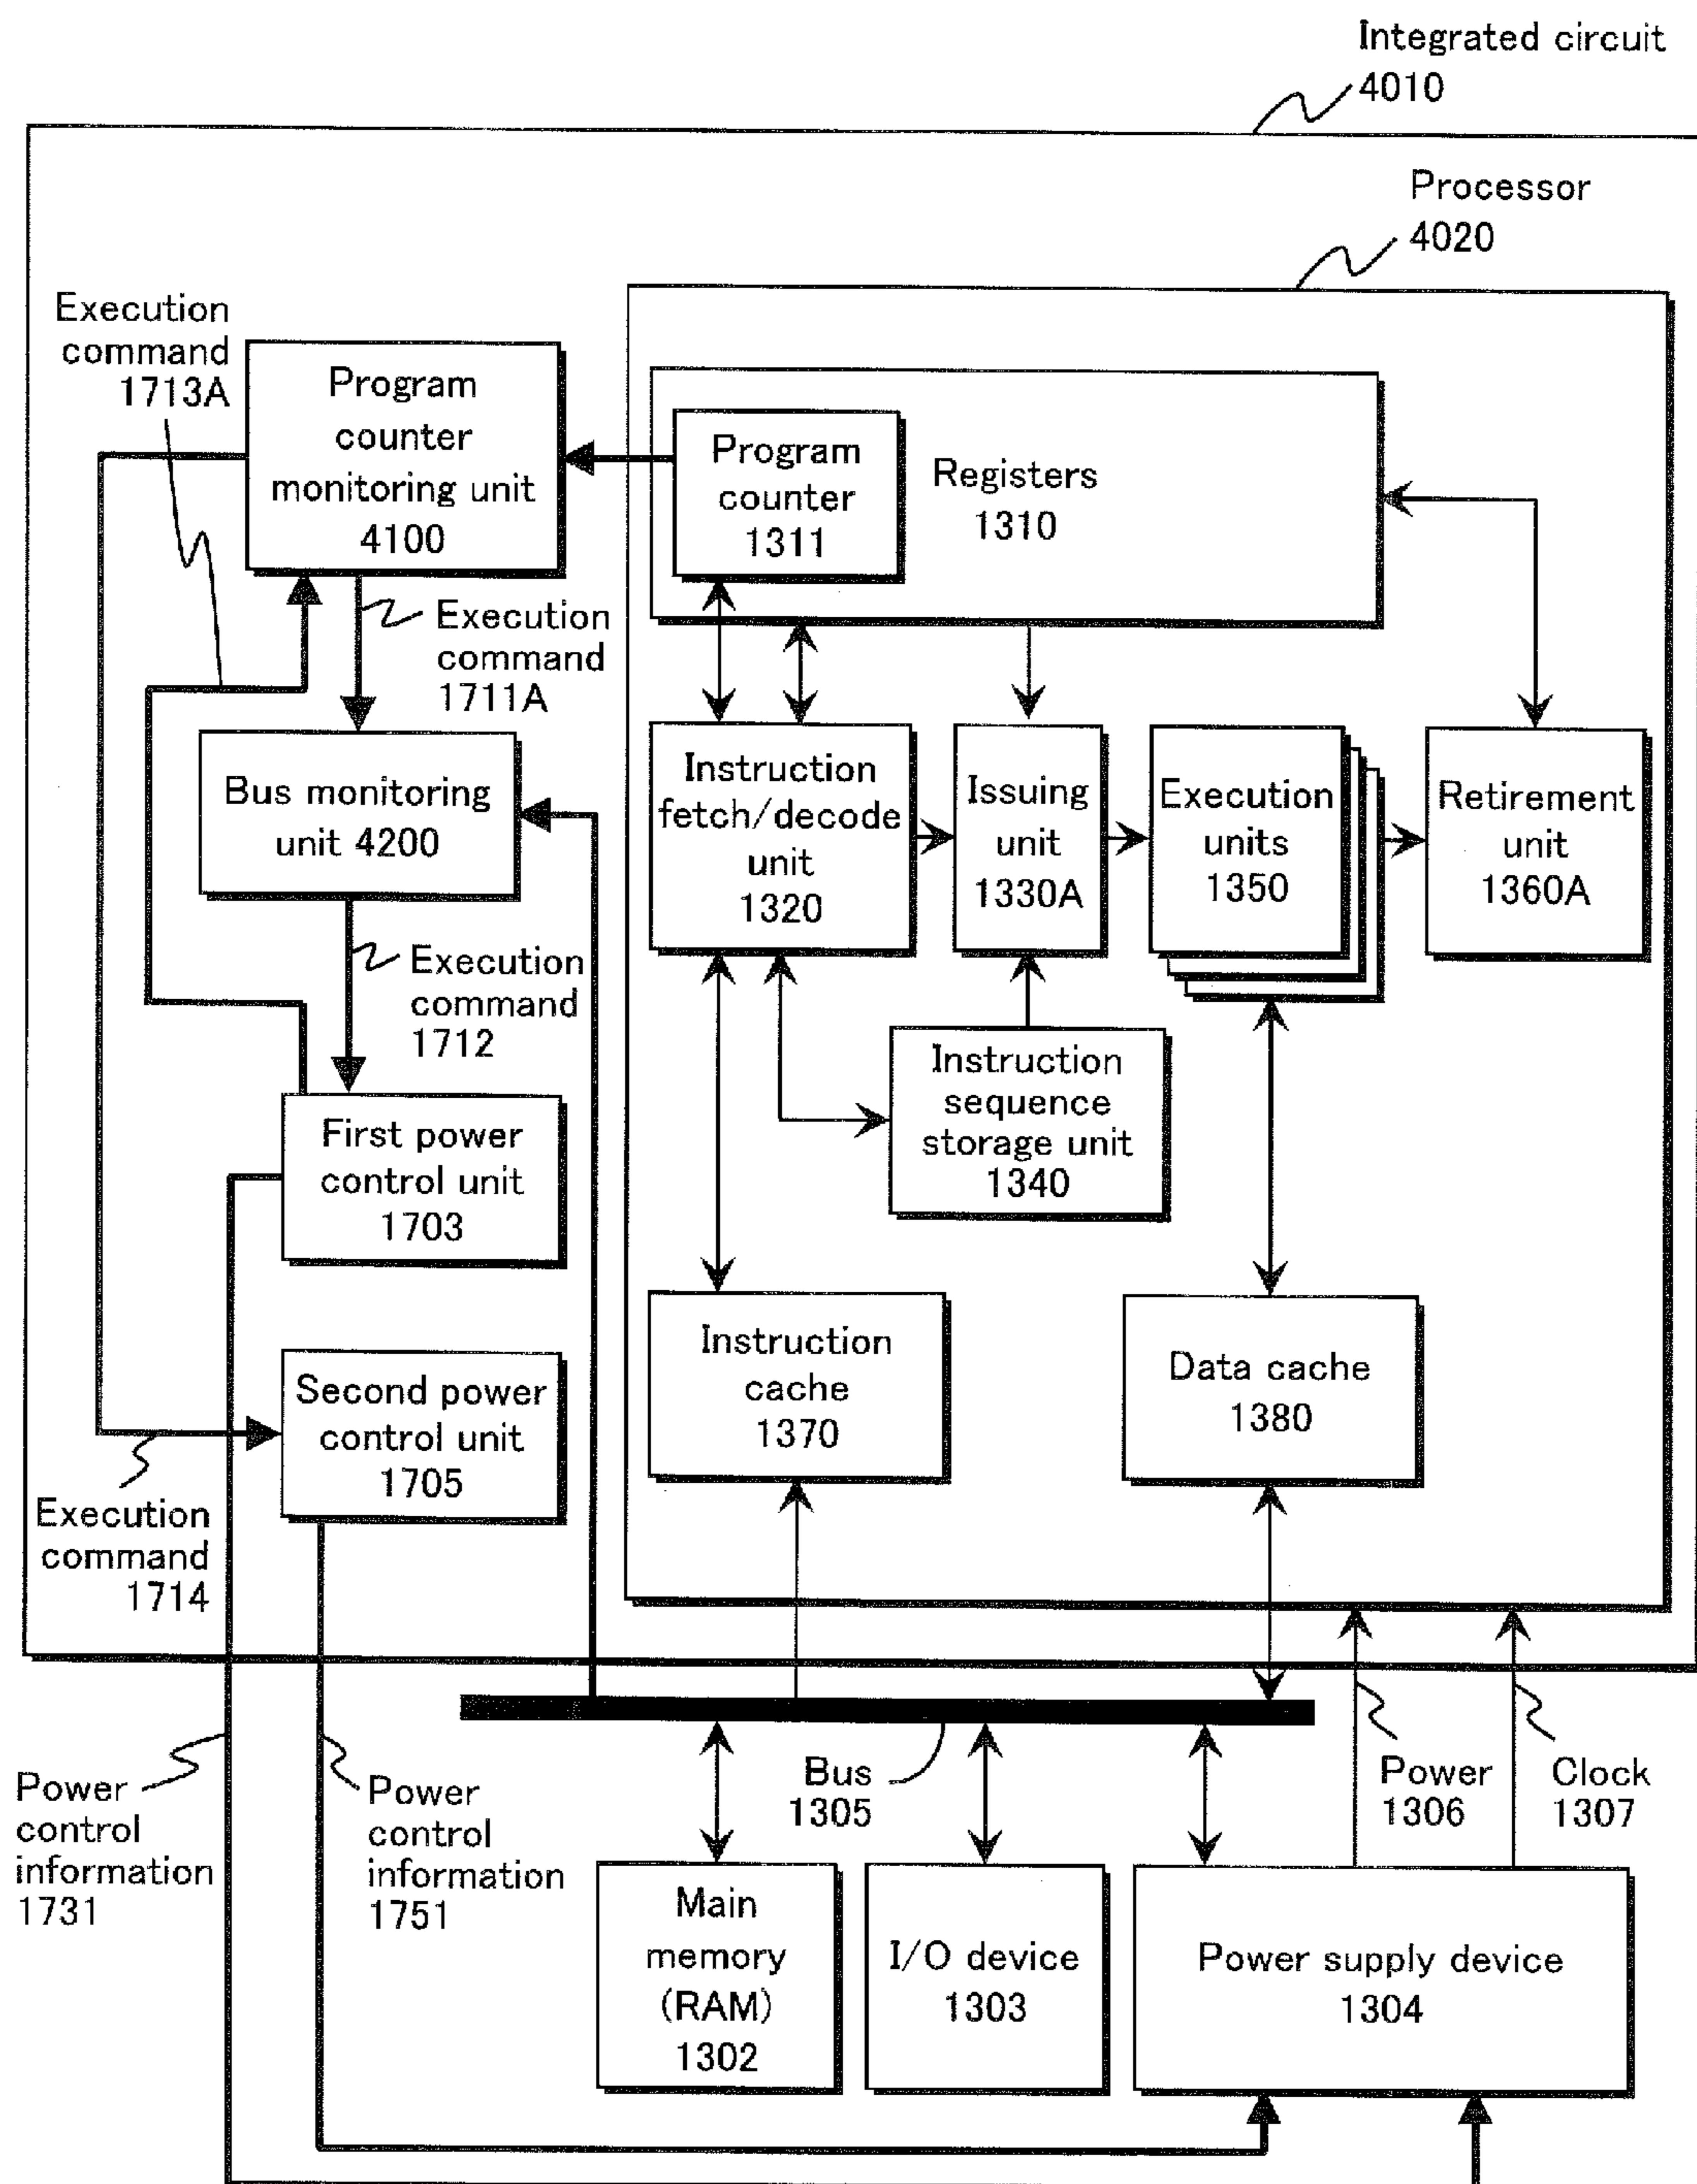 Integrated circuit
4010
Processor
4020
Execution
command
1713A
Program
counter
monitoring unit
4100
Program
counter
1311
Registers
1310
Execution
command
1711A
Bus monitoring
unit 4200
Instruction
fetch/decode
unit
1320
Issuing
unit
1330A
Execution
units
1350
Retirement
unit
1360A
Execution
command
1712
Instruction
sequence
storage unit
1340
First power
control unit
1703
Instruction
cache
1370
Data cache
1380
Second power
control unit
1705
Execution
command
1714
Power
control
information
1731
Power
control
information
1751
Bus
1305
Power
1306
Clock
1307
Main
memory
(RAM)
1302
I/O device
1303
Power supply device
1304